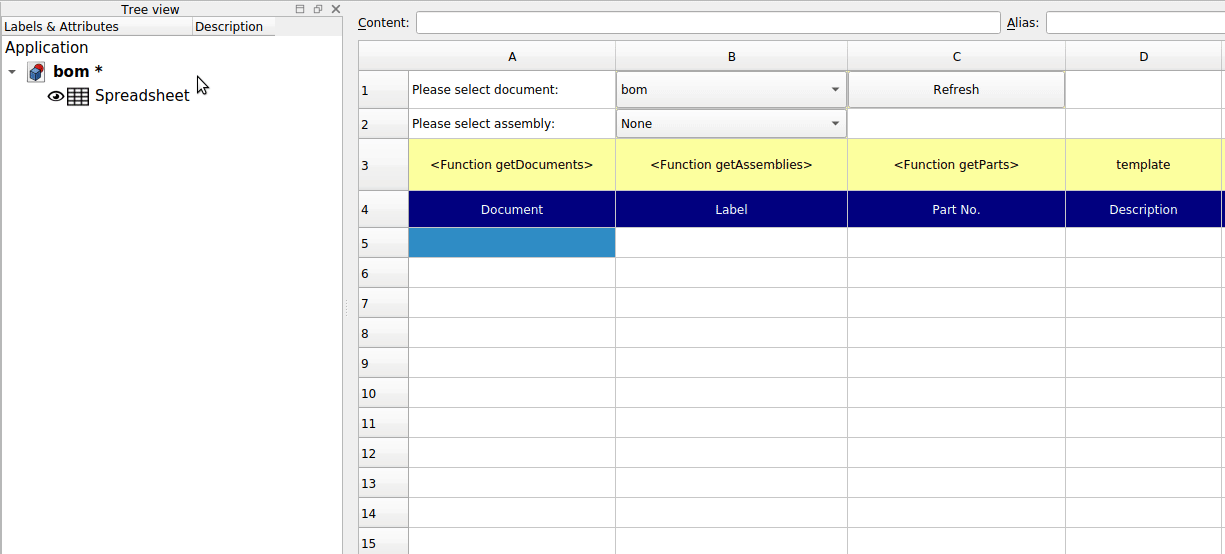 Tree view
Labels & Attributes Description
Application
bom *
Spreadsheet
Content: Alias:
A B C D
1 Please select document: bom Refresh
2 Please select assembly: None
3 <Function getDocuments> <Function getAssemblies> <Function getParts> template
4 Document Label Part No. Description
5
6
7
8
9
10
11
12
13
14
15